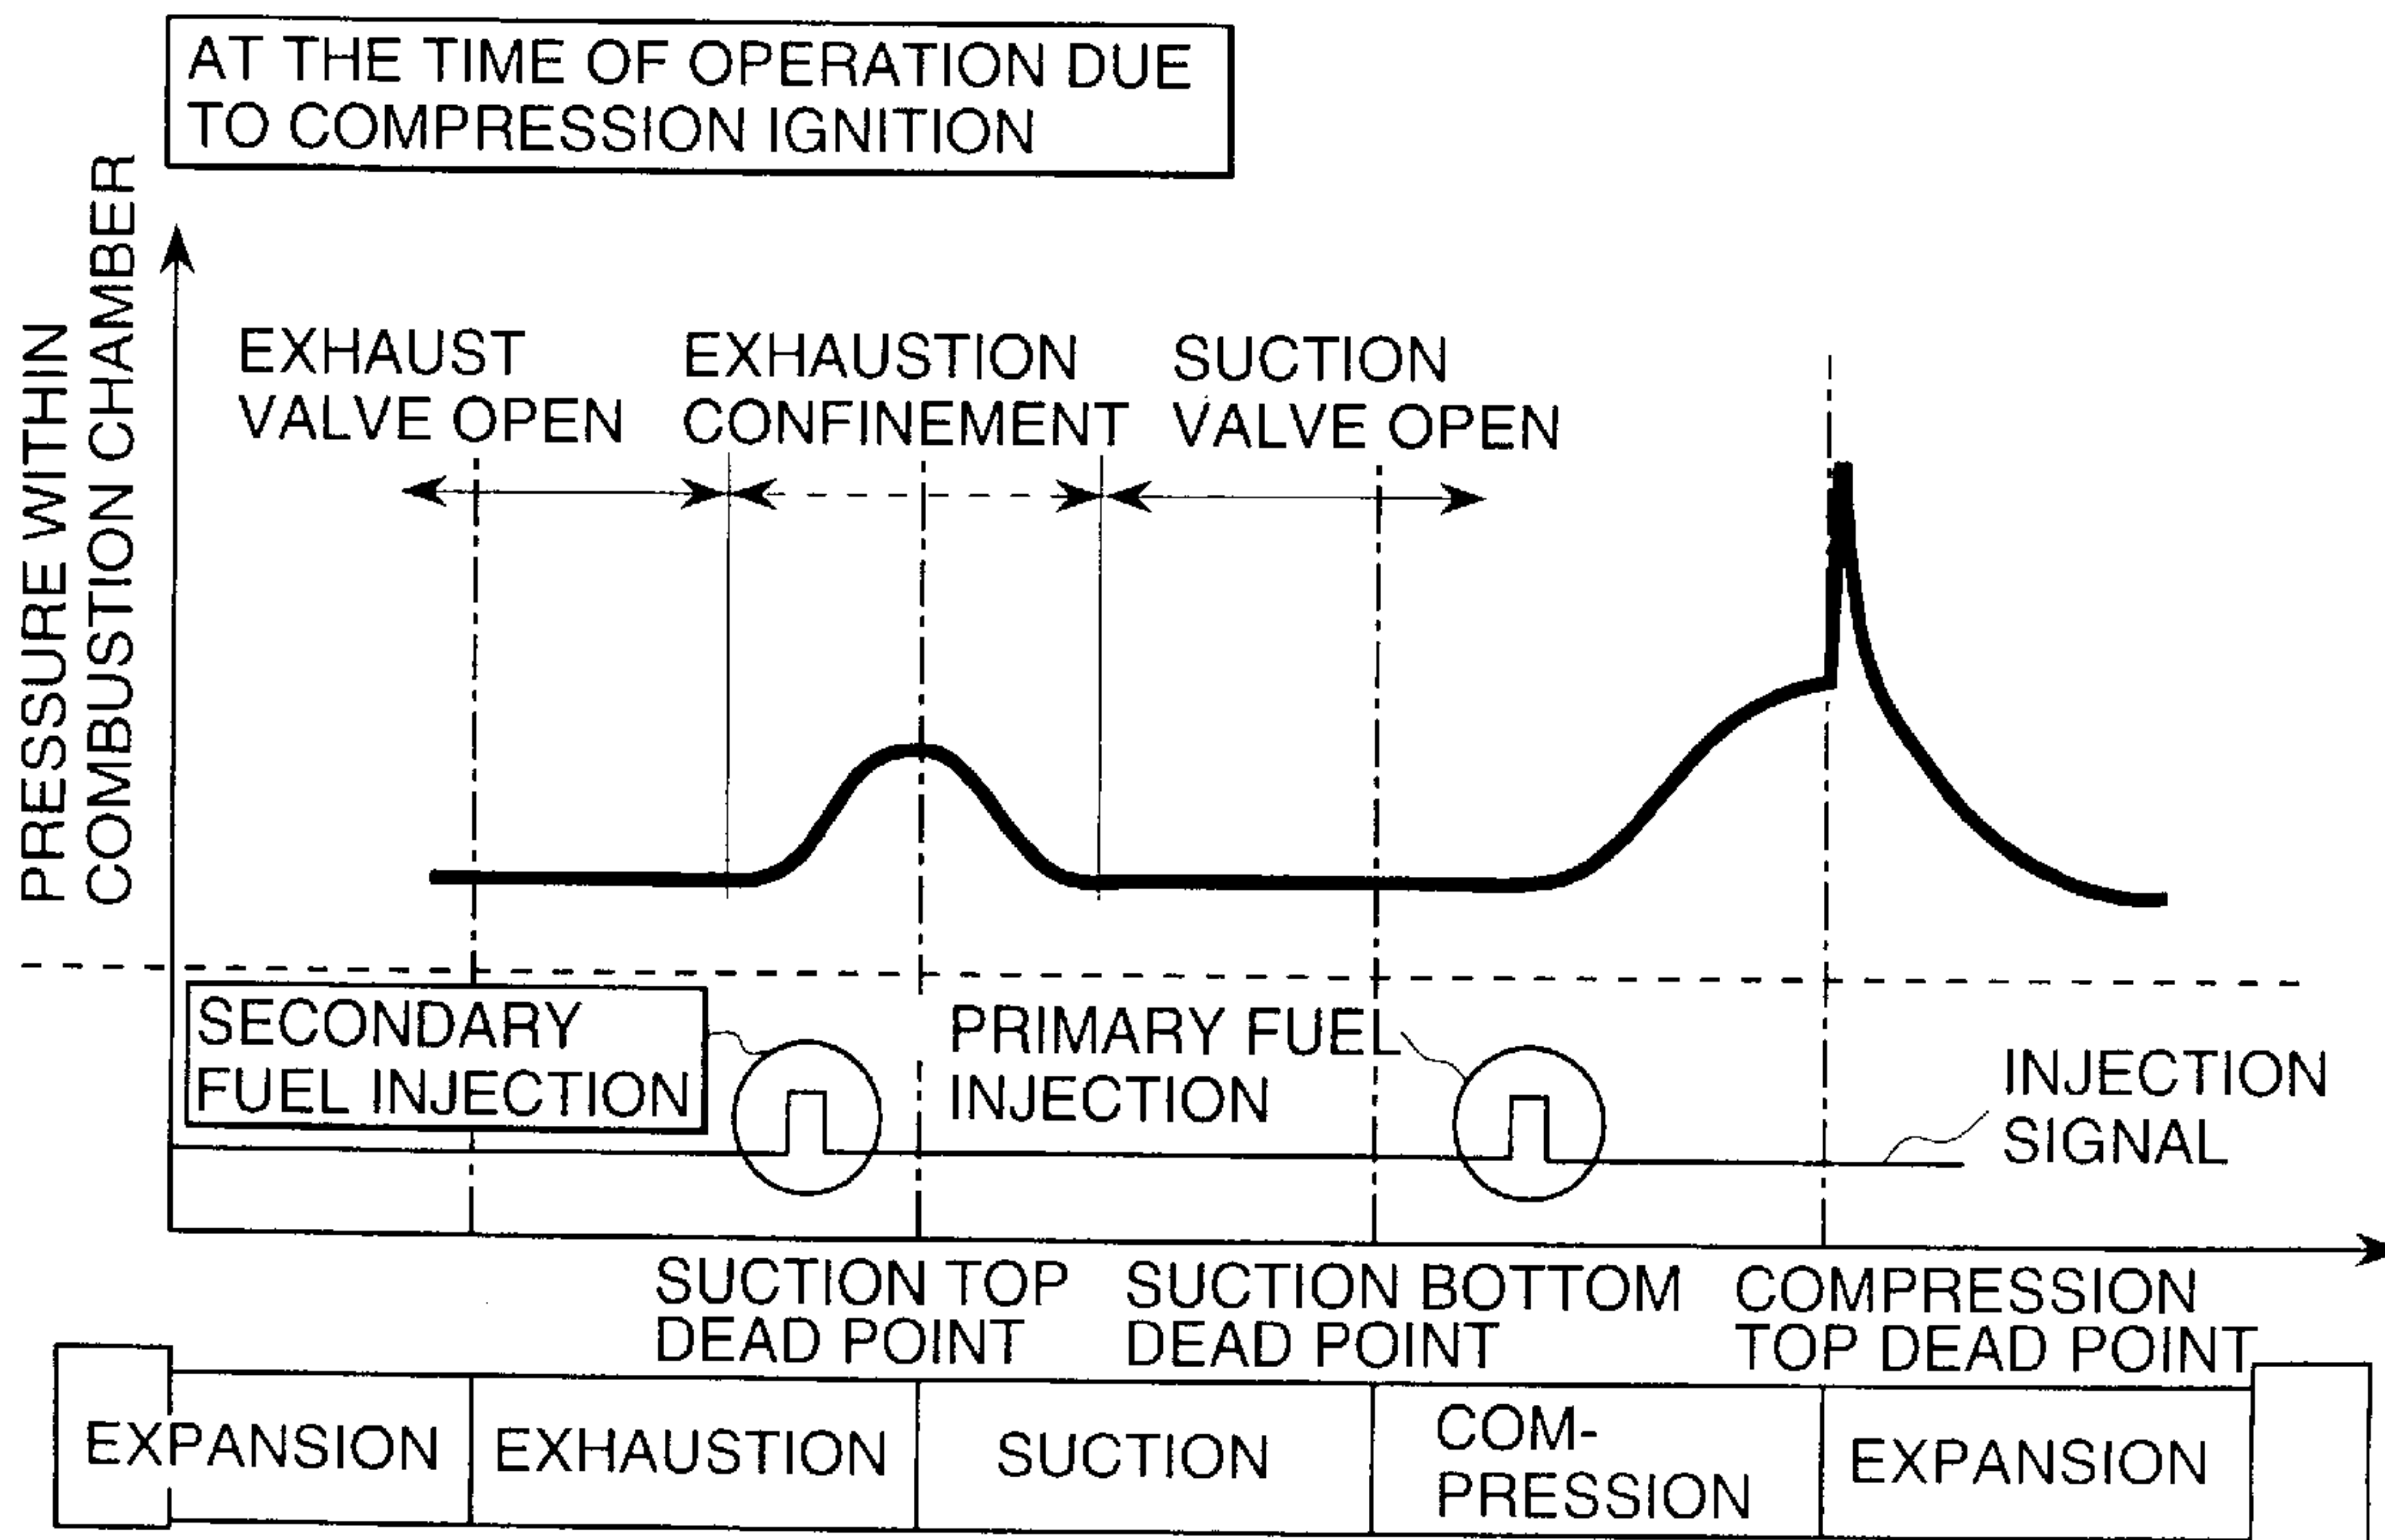 AT THE TIME OF OPERATION DUE
TO COMPRESSION IGNITION
PRESSURE WITHIN
COMBUSTION CHAMBER
EXHAUST
VALVE OPEN
EXHAUSTION
CONFINEMENT
SUCTION
VALVE OPEN
SECONDARY
FUEL INJECTION
PRIMARY FUEL
INJECTION
INJECTION
SIGNAL
SUCTION TOP
DEAD POINT
SUCTION BOTTOM
DEAD POINT
COMPRESSION
TOP DEAD POINT
EXPANSION
EXHAUSTION
SUCTION
COM-
PRESSION
EXPANSION